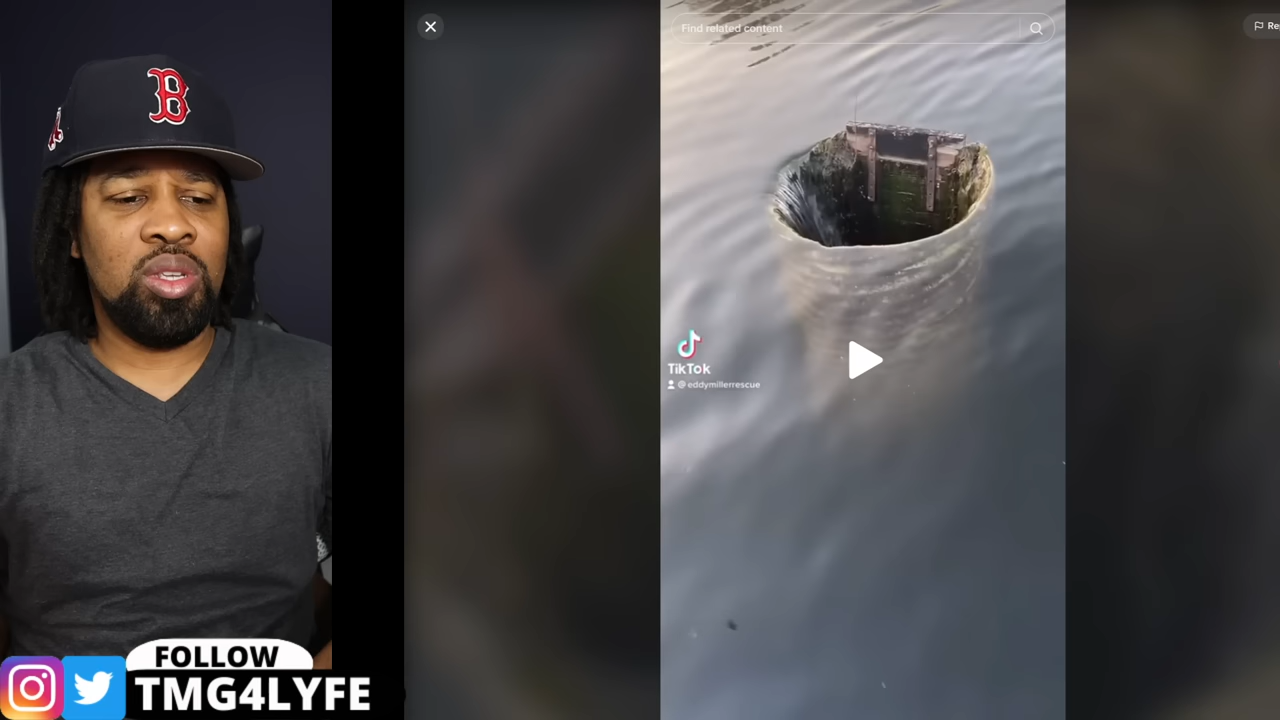 B
Find related content
Re
TikTok
@eddymillerrescue
FOLLOW
TMG4LYFE